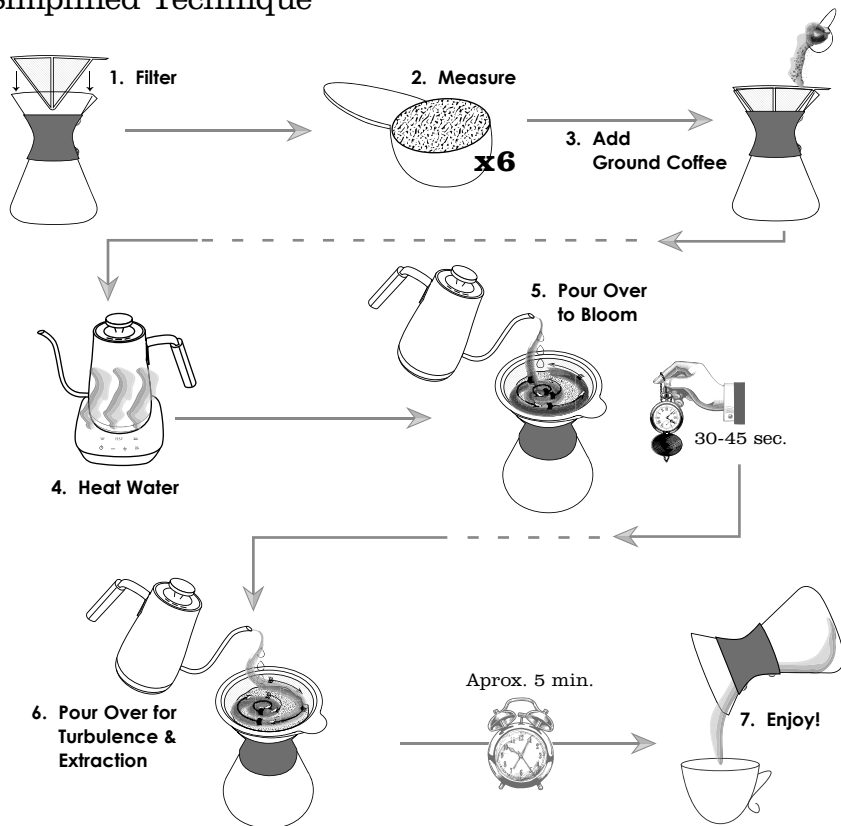 Simplified Technique
1. Filter
2. Measure
x6
3. Add
Ground Coffee
4. Heat Water
5. Pour Over
to Bloom
30-45 sec.
6. Pour Over for
Turbulence &
Extraction
Aprox. 5 min.
7. Enjoy!